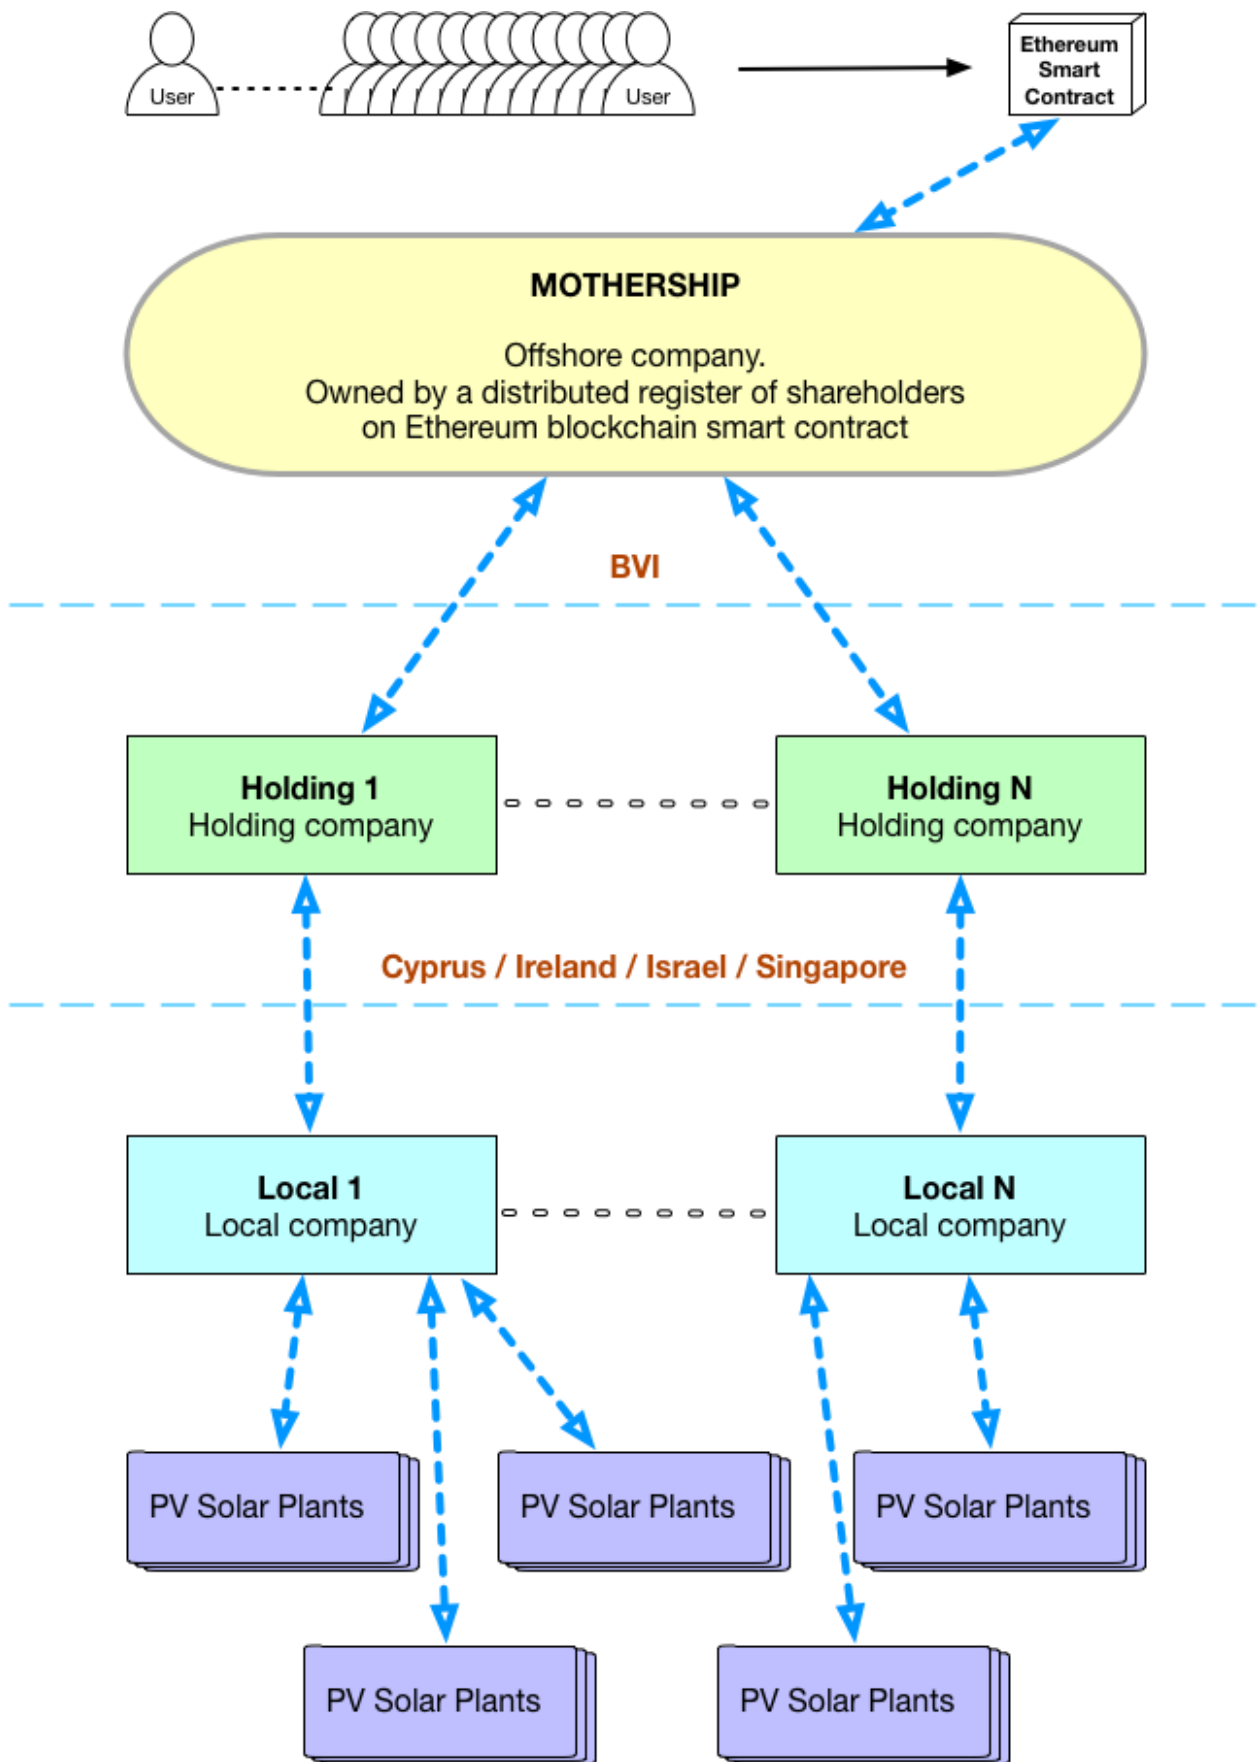 User
User
Ethereum
Smart
Contract
MOTHERSHIP
Offshore company.
Owned by a distributed register of shareholders
on Ethereum blockchain smart contract
BVI
Holding 1
Holding company
Holding N
Holding company
Cyprus / Ireland / Israel / Singapore
Local 1
Local company
Local N
Local company
PV Solar Plants
PV Solar Plants
PV Solar Plants
PV Solar Plants
PV Solar Plants